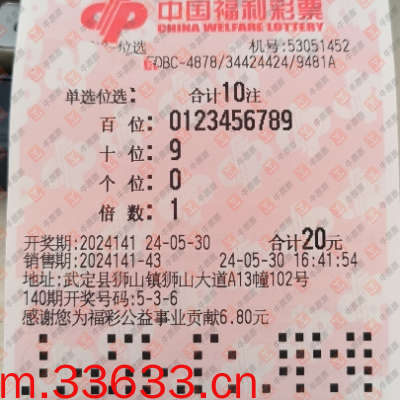 中国福利彩票
CHINA WELFARE LOTTERY
位选 机号:53051452
DBC-4878/34424424/9481A
单选位选: 合计10注
百 位: 0123456789
十 位: 9
个 位: 0
倍 数: 1
开奖期:2024141 24-05-30 合计20元
销售期:2024141-43 24-05-30 16:41:54
地址:武定县狮山镇狮山大道A13幢102号
140期开奖号码:5-3-6
感谢您为福彩公益事业贡献6.80元
m.33633.cn